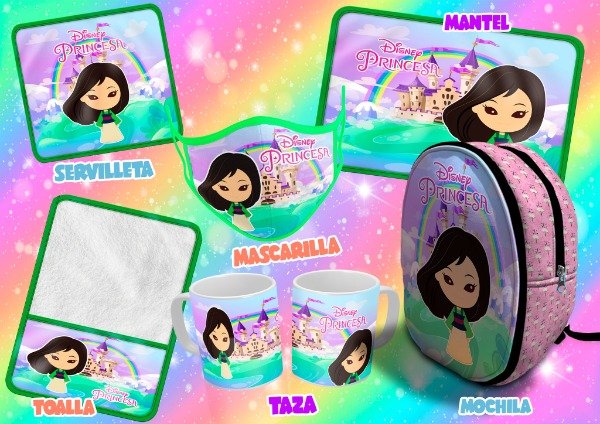 Disney
PRINCESA
MANTEL
Disney
PRINCESA
SERVILLETA
Disney
PRINCESA
MASCARILLA
Disney
PRINCESA
Disney
PRINCESA
TOALLA
Disney
PRINCESA
TAZA
MOCHILA